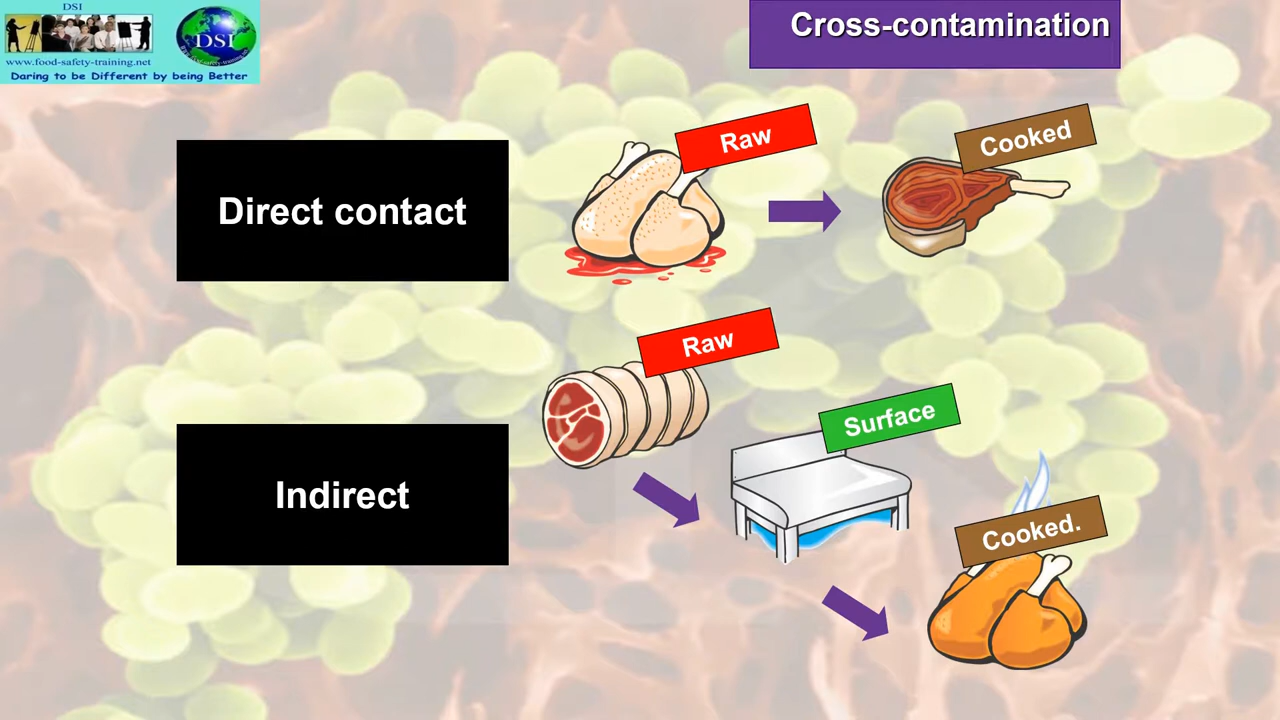 DSI
DSI
www.food-safety-training.net
Daring to be Different by being Better
Cross-contamination
Direct contact
Raw
Cooked
Indirect
Raw
Surface
Cooked.